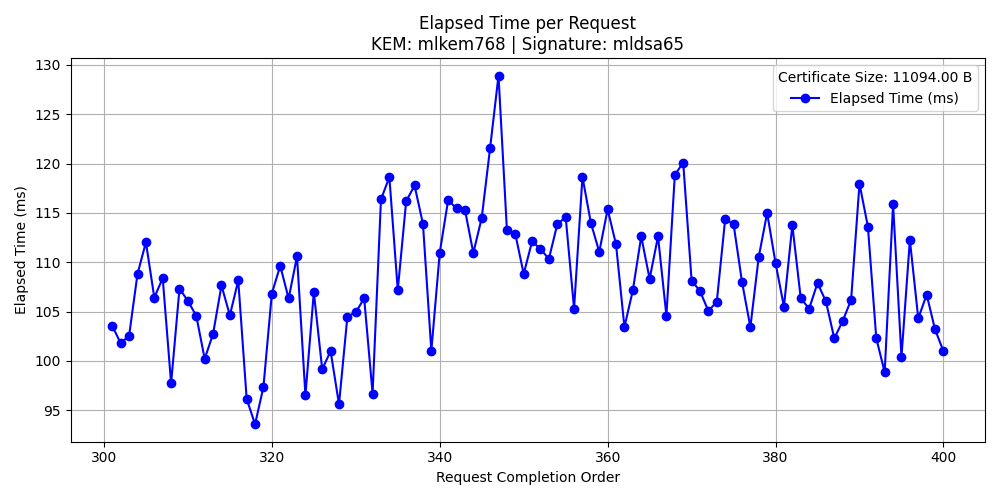 Elapsed Time per Request
KEM: mlkem768 | Signature: mldsa65
Certificate Size: 11094.00 B
Elapsed Time (ms)
Elapsed Time (ms)
130
125
120
115
110
105
100
95
300 320 340 360 380 400
Request Completion Order